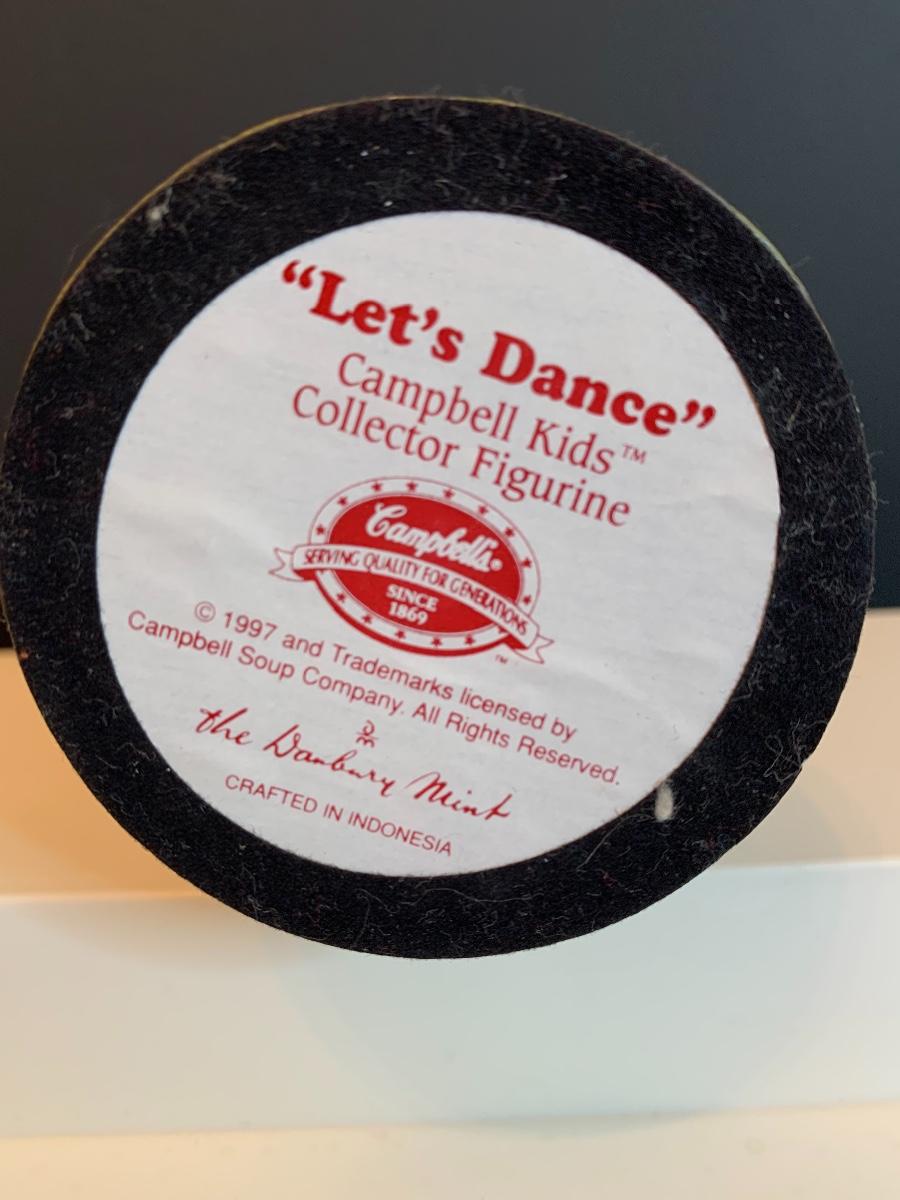 “Let’s Dance”
Campbell Kids™
Collector Figurine
Campbell's®
SERVING QUALITY FOR GENERATIONS
SINCE
1869
™
© 1997 and Trademarks licensed by
Campbell Soup Company. All Rights Reserved.
the Danbury Mint
CRAFTED IN INDONESIA